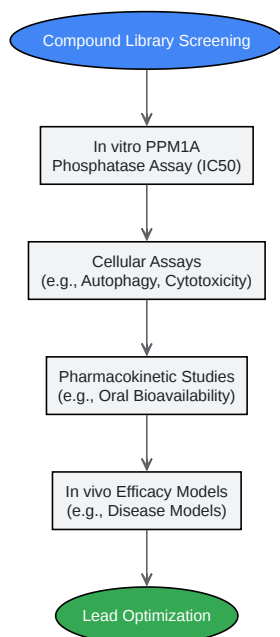 Compound Library Screening
In vitro PPM1A
Phosphatase Assay (IC50)
Cellular Assays
(e.g., Autophagy, Cytotoxicity)
Pharmacokinetic Studies
(e.g., Oral Bioavailability)
In vivo Efficacy Models
(e.g., Disease Models)
Lead Optimization